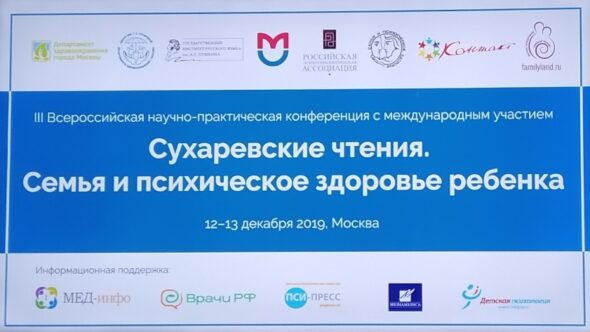 Департамент
здравоохранения
города Москвы
ГОСУДАРСТВЕННЫЙ
ИНСТИТУТ РУССКОГО ЯЗЫКА
им. А.С. ПУШКИНА
РОССИЙСКАЯ
АССОЦИАЦИЯ
Контакт
familyland.ru
III Всероссийская научно-практическая конференция с международным участием
Сухаревские чтения.
Семья и психическое здоровье ребенка
12–13 декабря 2019, Москва
Информационная поддержка:
МЕД-инфо
Врачи РФ
ПСИ-ПРЕСС
Детская психология